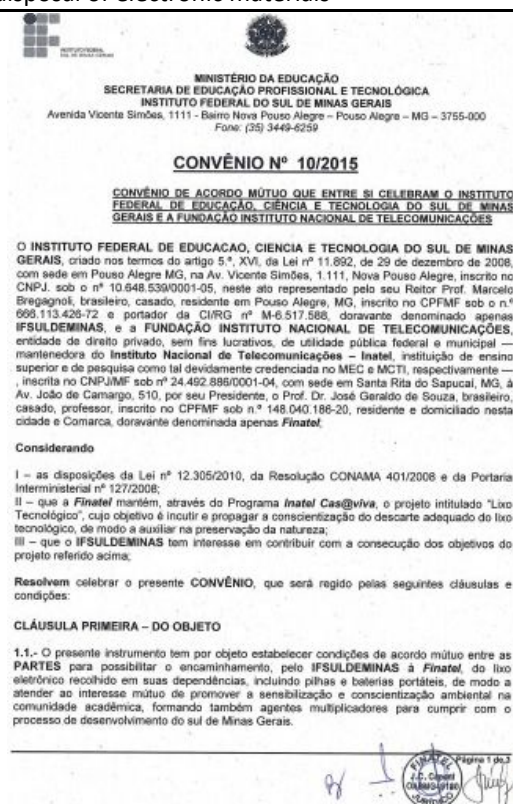 disposal of electronic materials
INSTITUTO FEDERAL
SUL DE MINAS GERAIS
MINISTÉRIO DA EDUCAÇÃO
SECRETARIA DE EDUCAÇÃO PROFISSIONAL E TECNOLÓGICA
INSTITUTO FEDERAL DO SUL DE MINAS GERAIS
Avenida Vicente Simões, 1111 - Bairro Nova Pouso Alegre – Pouso Alegre – MG – 3755-000
Fone: (35) 3449-6259
CONVÊNIO Nº 10/2015
CONVÊNIO DE ACORDO MÚTUO QUE ENTRE SI CELEBRAM O INSTITUTO
FEDERAL DE EDUCAÇÃO, CIÊNCIA E TECNOLOGIA DO SUL DE MINAS
GERAIS E A FUNDAÇÃO INSTITUTO NACIONAL DE TELECOMUNICAÇÕES
O INSTITUTO FEDERAL DE EDUCACAO, CIENCIA E TECNOLOGIA DO SUL DE MINAS
GERAIS, criado nos termos do artigo 5.º, XVI, da Lei n° 11.892, de 29 de dezembro de 2008,
com sede em Pouso Alegre MG, na Av. Vicente Simões, 1.111, Nova Pouso Alegre, inscrito no
CNPJ. sob o n° 10.648.539/0001-05, neste ato representado pelo seu Reitor Prof. Marcelo
Bregagnoli, brasileiro, casado, residente em Pouso Alegre, MG, inscrito no CPFMF sob o n.º
666.113.426-72 e portador da CI/RG nº M-6.517.588, doravante denominado apenas
IFSULDEMINAS, e a FUNDAÇÃO INSTITUTO NACIONAL DE TELECOMUNICAÇÕES,
entidade de direito privado, sem fins lucrativos, de utilidade pública federal e municipal —
mantenedora do Instituto Nacional de Telecomunicações – Inatel, instituição de ensino
superior e de pesquisa como tal devidamente credenciada no MEC e MCTI, respectivamente —
, inscrita no CNPJ/MF sob nº 24.492.886/0001-04, com sede em Santa Rita do Sapucaí, MG, à
Av. João de Camargo, 510, por seu Presidente, o Prof. Dr. José Geraldo de Souza, brasileiro,
casado, professor, inscrito no CPFMF sob n.º 148.040.186-20, residente e domiciliado nesta
cidade e Comarca, doravante denominada apenas Finatel;
Considerando
I – as disposições da Lei nº 12.305/2010, da Resolução CONAMA 401/2008 e da Portaria
Interministerial nº 127/2008;
II – que a Finatel mantém, através do Programa Inatel Cas@viva, o projeto intitulado "Lixo
Tecnológico", cujo objetivo é incutir e propagar a conscientização do descarte adequado do lixo
tecnológico, de modo a auxiliar na preservação da natureza;
III – que o IFSULDEMINAS tem interesse em contribuir com a consecução dos objetivos do
projeto referido acima;
Resolvem celebrar o presente CONVÊNIO, que será regido pelas seguintes cláusulas e
condições:
CLÁUSULA PRIMEIRA – DO OBJETO
1.1.- O presente instrumento tem por objeto estabelecer condições de acordo mútuo entre as
PARTES para possibilitar o encaminhamento, pelo IFSULDEMINAS à Finatel, do lixo
eletrônico recolhido em suas dependências, incluindo pilhas e baterias portáteis, de modo a
atender ao interesse mútuo de promover a sensibilização e conscientização ambiental na
comunidade acadêmica, formando também agentes multiplicadores para cumprir com o
processo de desenvolvimento do sul de Minas Gerais.
Página 1 de 3
FINATEL
JURÍDICO